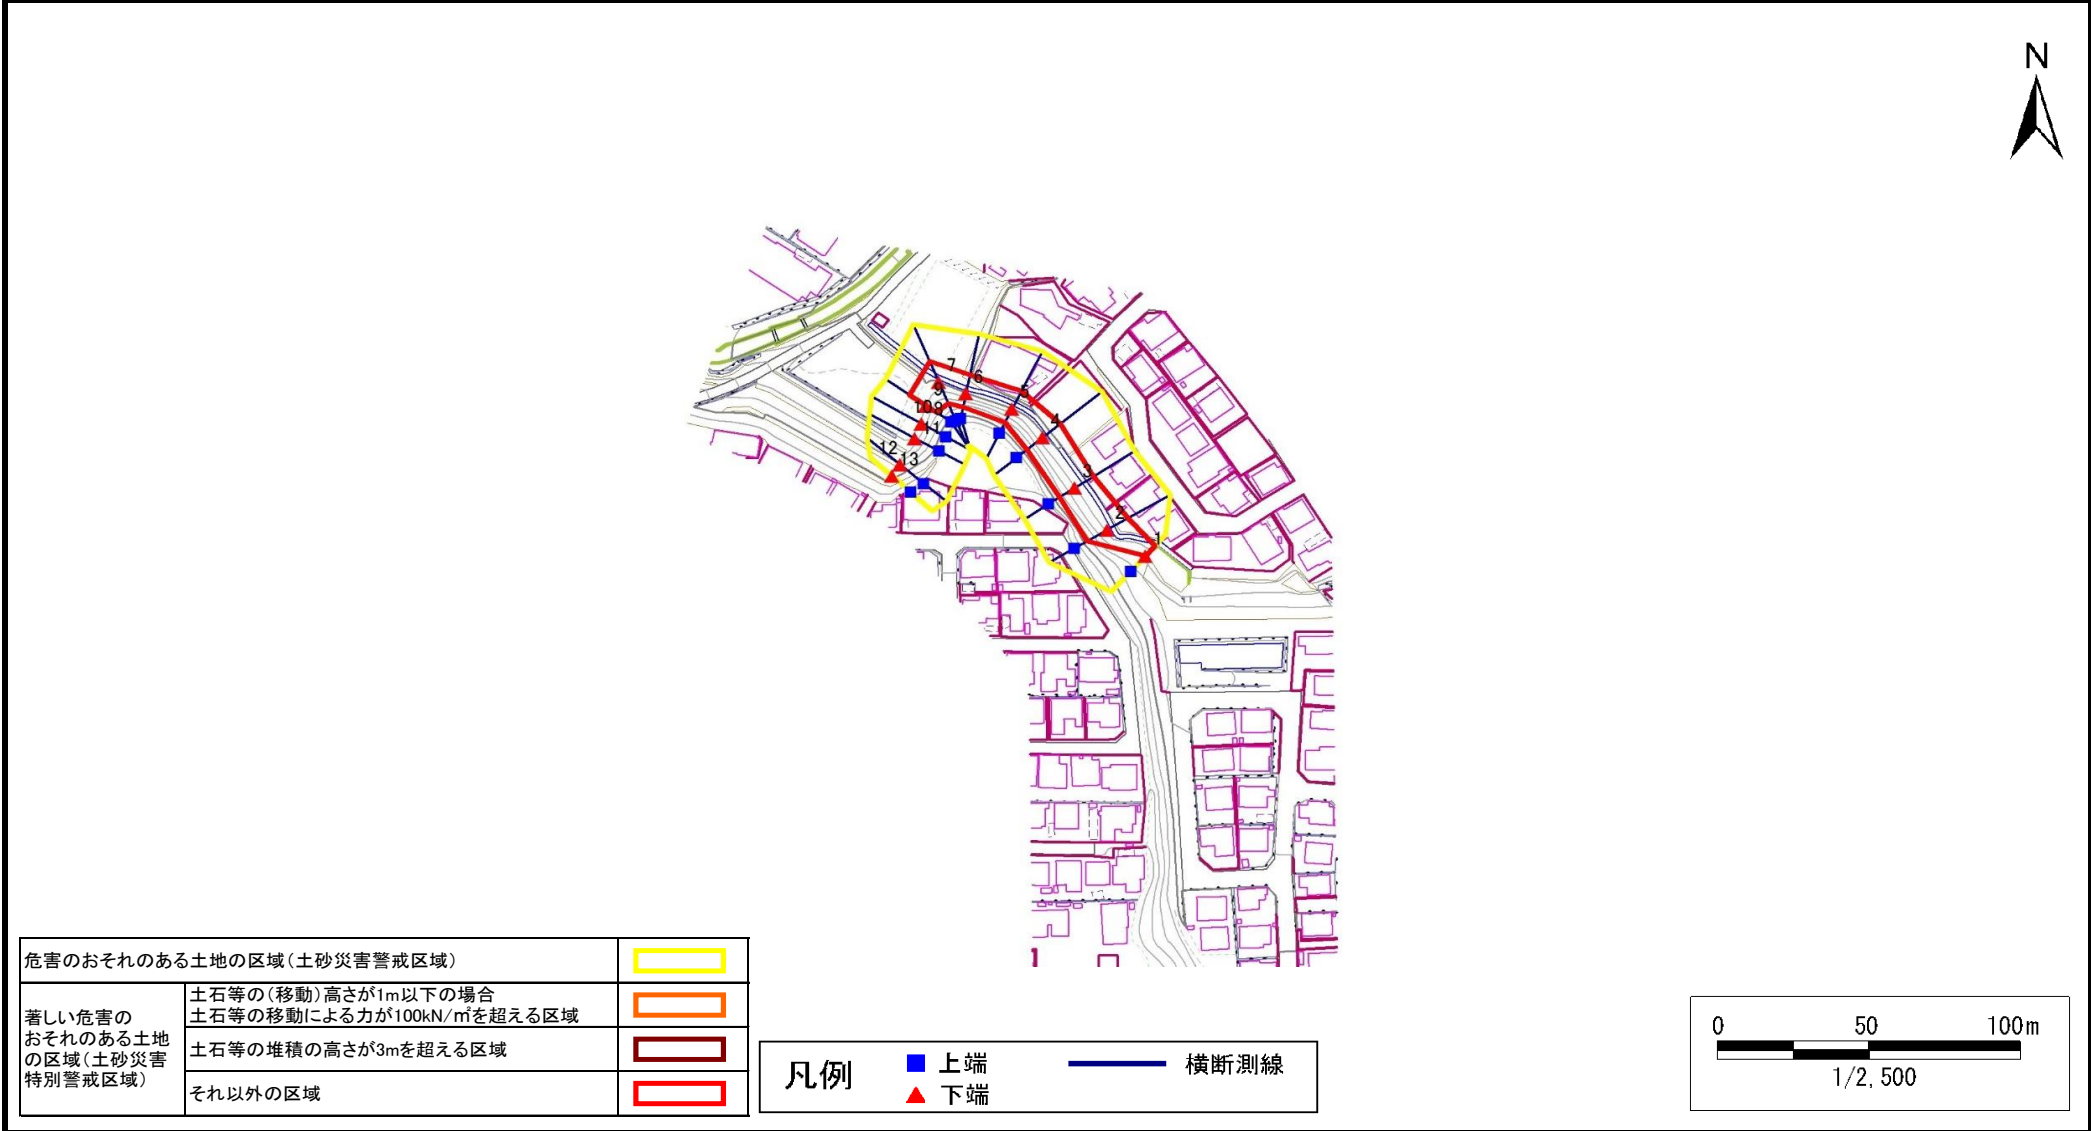 N
7
6
9
5
10
8
4
11
12
13
3
2
1
危害のおそれのある土地の区域(土砂災害警戒区域)
著しい危害の
おそれのある土地
の区域(土砂災害
特別警戒区域)
土石等の(移動)高さが1m以下の場合
土石等の移動による力が100kN/㎡を超える区域
土石等の堆積の高さが3mを超える区域
それ以外の区域
凡例
上端
下端
横断測線
0 50 100m
1/2,500